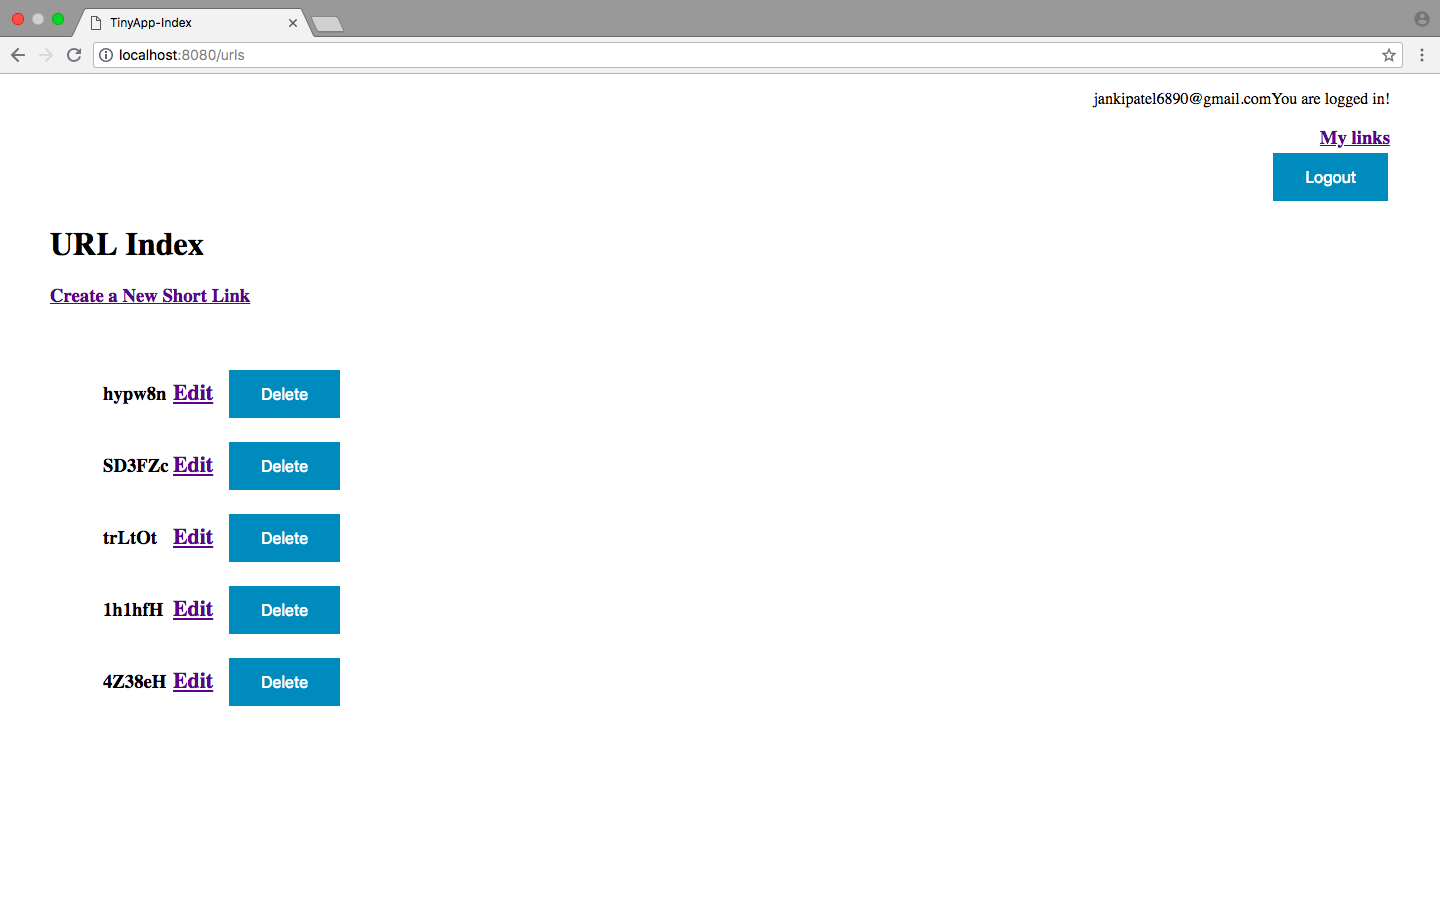 TinyApp-Index
localhost:8080/urls
jankipatel6890@gmail.comYou are logged in!
My links
Logout
URL Index
Create a New Short Link
hypw8n Edit Delete
SD3FZc Edit Delete
trLtOt Edit Delete
1h1hfH Edit Delete
4Z38eH Edit Delete